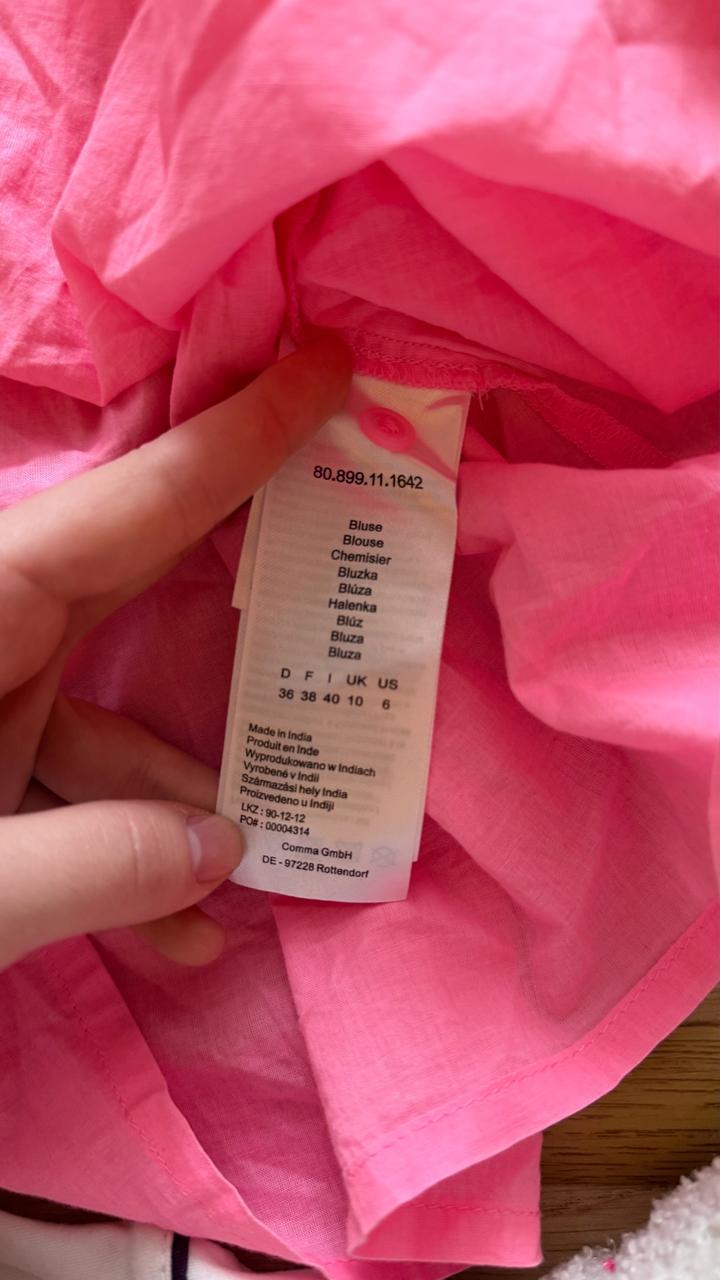 80.899.11.1642
Bluse
Blouse
Chemisier
Bluzka
Blúza
Halenka
Blúz
Bluza
Bluza
D F I UK US
36 38 40 10 6
Made in India
Produit en Inde
Wyprodukowano w Indiach
Vyrobené v Indii
Származási hely India
Proizvedeno u Indiji
LKZ : 90-12-12
PO# : 00004314
Comma GmbH
DE - 97228 Rottendorf